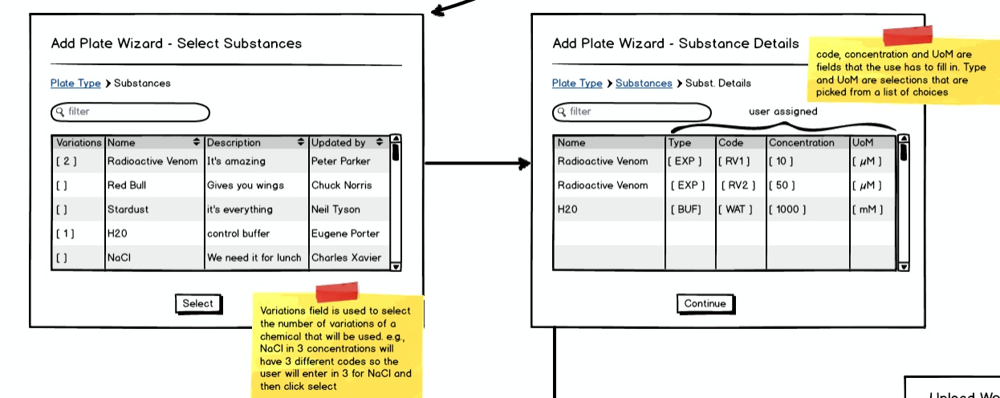 Add Plate Wizard - Select Substances
Plate Type > Substances
filter
Variations Name Description Updated by
[ 2 ] Radioactive Venom It's amazing Peter Parker
[ ] Red Bull Gives you wings Chuck Norris
[ ] Stardust it's everything Neil Tyson
[ 1 ] H20 control buffer Eugene Porter
[ ] NaCl We need it for lunch Charles Xavier
Select
Variations field is used to select
the number of variations of a
chemical that will be used. e.g.,
NaCl in 3 concentrations will
have 3 different codes so the
user will enter in 3 for NaCl and
then click select
Add Plate Wizard - Substance Details
Plate Type > Substances > Subst. Details
code, concentration and UoM are
fields that the use has to fill in. Type
and UoM are selections that are
picked from a list of choices
filter
user assigned
Name Type Code Concentration UoM
Radioactive Venom [ EXP ] [ RV1 ] [ 10 ] [ µM ]
Radioactive Venom [ EXP ] [ RV2 ] [ 50 ] [ µM ]
H20 [ BUF] [ WAT ] [ 1000 ] [ mM ]
Continue